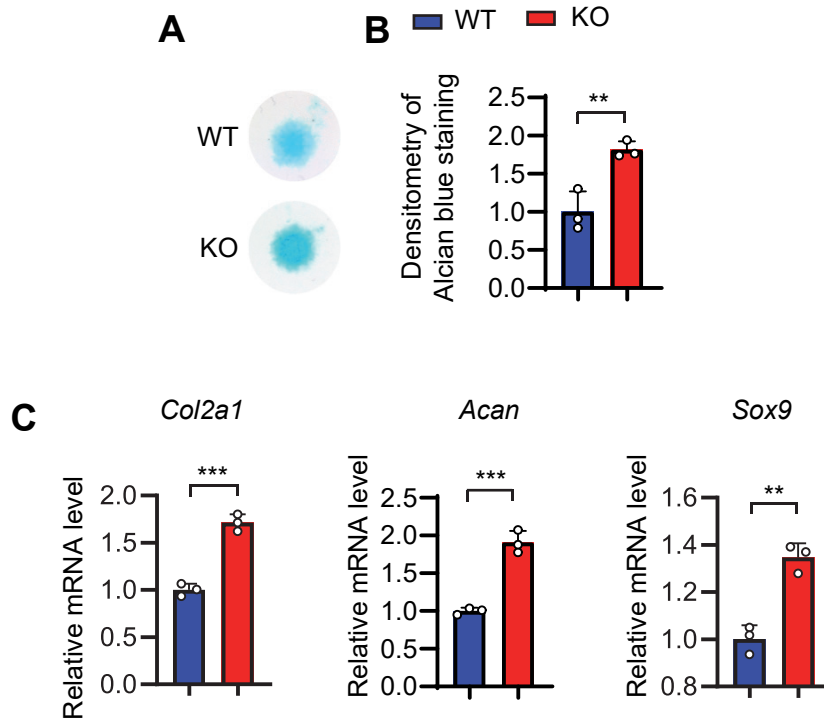 A
B
WT
KO
WT
KO
Densitometry of
Alcian blue staining
2.5
2.0
1.5
1.0
0.5
0.0
**
C
Col2a1
Relative mRNA level
2.0
1.5
1.0
0.5
0.0
***
Acan
Relative mRNA level
2.5
2.0
1.5
1.0
0.5
0.0
***
Sox9
Relative mRNA level
1.6
1.4
1.2
1.0
0.8
**